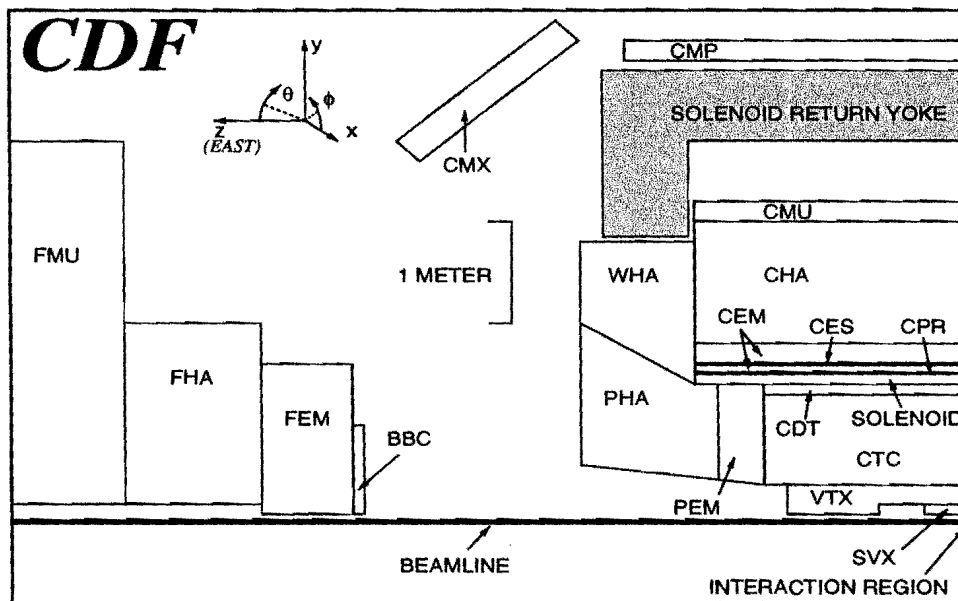 CDF
y
θ
ϕ
z
(EAST)
x
CMX
CMP
SOLENOID RETURN YOKE
CMU
FMU
1 METER
WHA
CHA
CEM
CES
CPR
FHA
PHA
FEM
BBC
CDT
SOLENOID
CTC
PEM
VTX
BEAMLINE
SVX
INTERACTION REGION